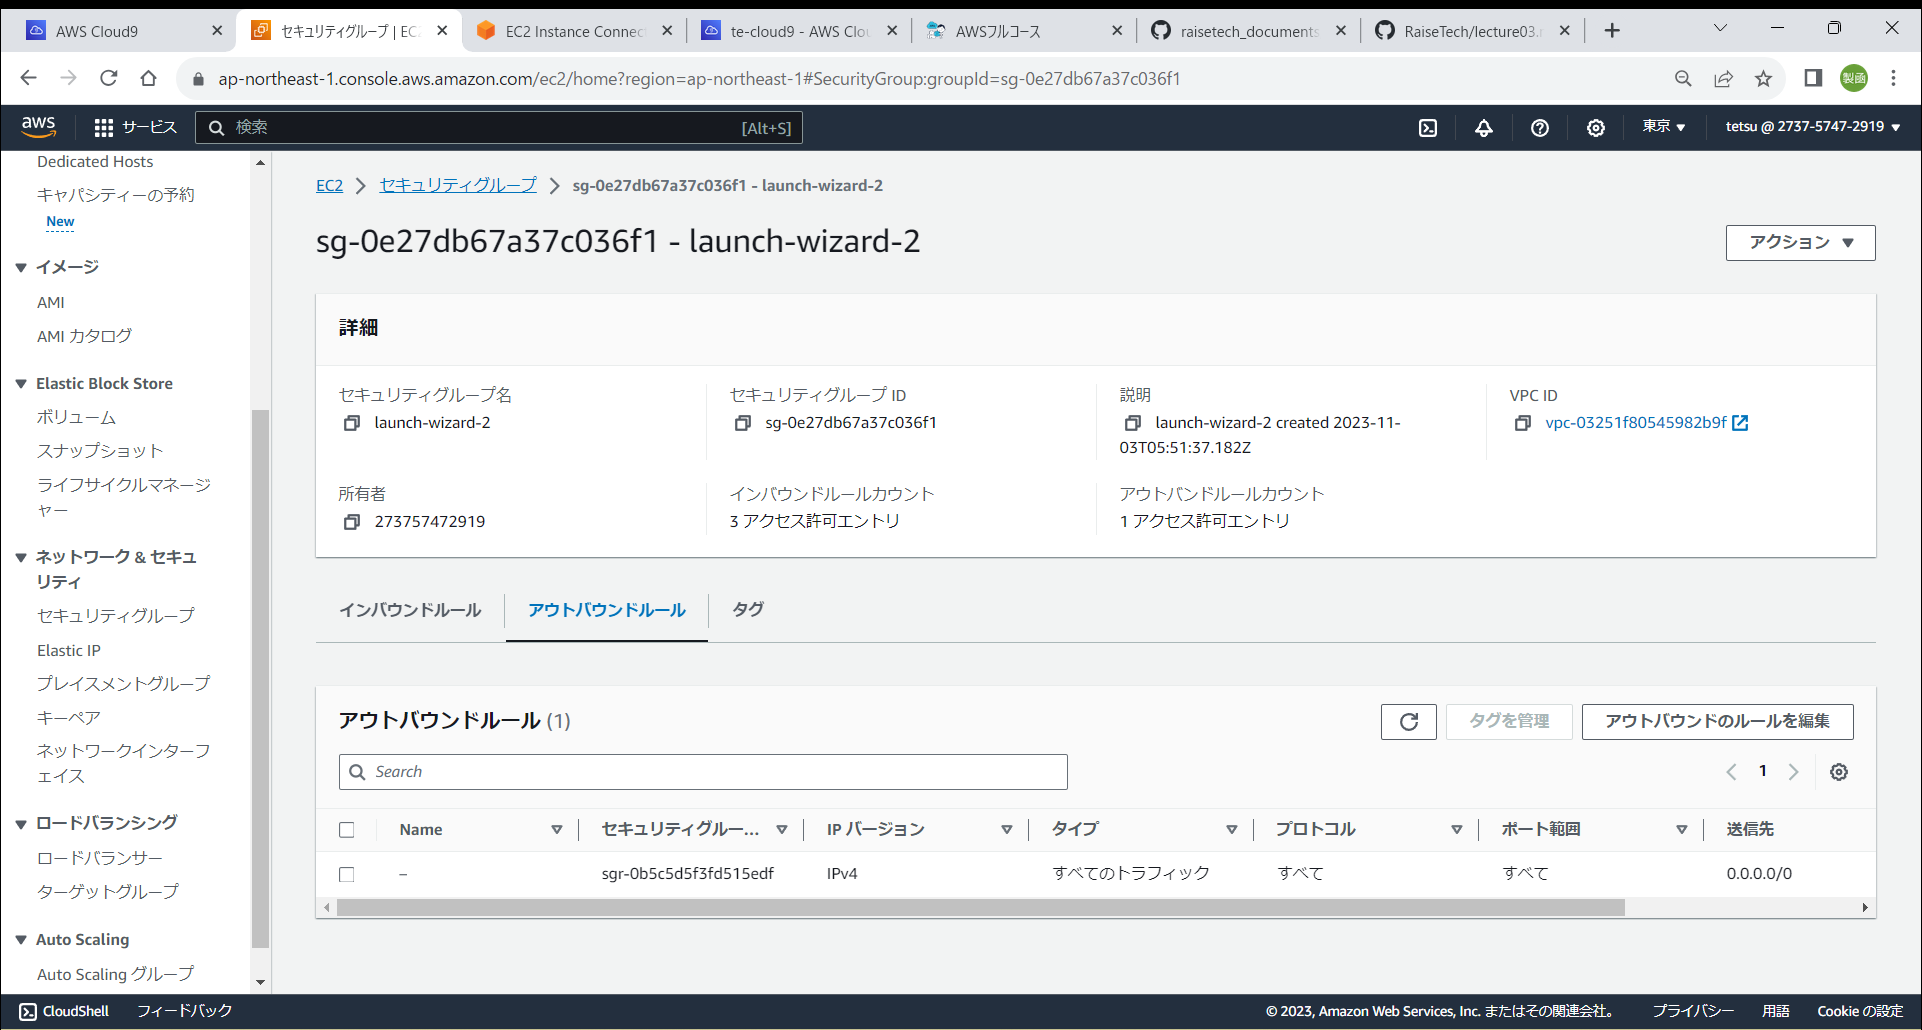 AWS Cloud9
セキュリティグループ | EC2
EC2 Instance Connec
te-cloud9 - AWS Clou
AWSフルコース
raisetech_documents
RaiseTech/lecture03.r
ap-northeast-1.console.aws.amazon.com/ec2/home?region=ap-northeast-1#SecurityGroup:groupId=sg-0e27db67a37c036f1
製函
aws
サービス
検索
[Alt+S]
東京
tetsu @ 2737-5747-2919
Dedicated Hosts
キャパシティーの予約
New
イメージ
AMI
AMI カタログ
Elastic Block Store
ボリューム
スナップショット
ライフサイクルマネージ
ャー
ネットワーク & セキュ
リティ
セキュリティグループ
Elastic IP
プレイスメントグループ
キーペア
ネットワークインターフ
ェイス
ロードバランシング
ロードバランサー
ターゲットグループ
Auto Scaling
Auto Scaling グループ
EC2 > セキュリティグループ > sg-0e27db67a37c036f1 - launch-wizard-2
sg-0e27db67a37c036f1 - launch-wizard-2
アクション
詳細
セキュリティグループ名
launch-wizard-2
セキュリティグループ ID
sg-0e27db67a37c036f1
説明
launch-wizard-2 created 2023-11-
03T05:51:37.182Z
VPC ID
vpc-03251f80545982b9f
所有者
273757472919
インバウンドルールカウント
3 アクセス許可エントリ
アウトバンドルールカウント
1 アクセス許可エントリ
インバウンドルール
アウトバウンドルール
タグ
アウトバウンドルール (1)
タグを管理
アウトバウンドのルールを編集
Search
1
Name
セキュリティグルー...
IP バージョン
タイプ
プロトコル
ポート範囲
送信先
–
sgr-0b5c5d5f3fd515edf
IPv4
すべてのトラフィック
すべて
すべて
0.0.0.0/0
CloudShell
フィードバック
© 2023, Amazon Web Services, Inc. またはその関連会社。
プライバシー
用語
Cookie の設定